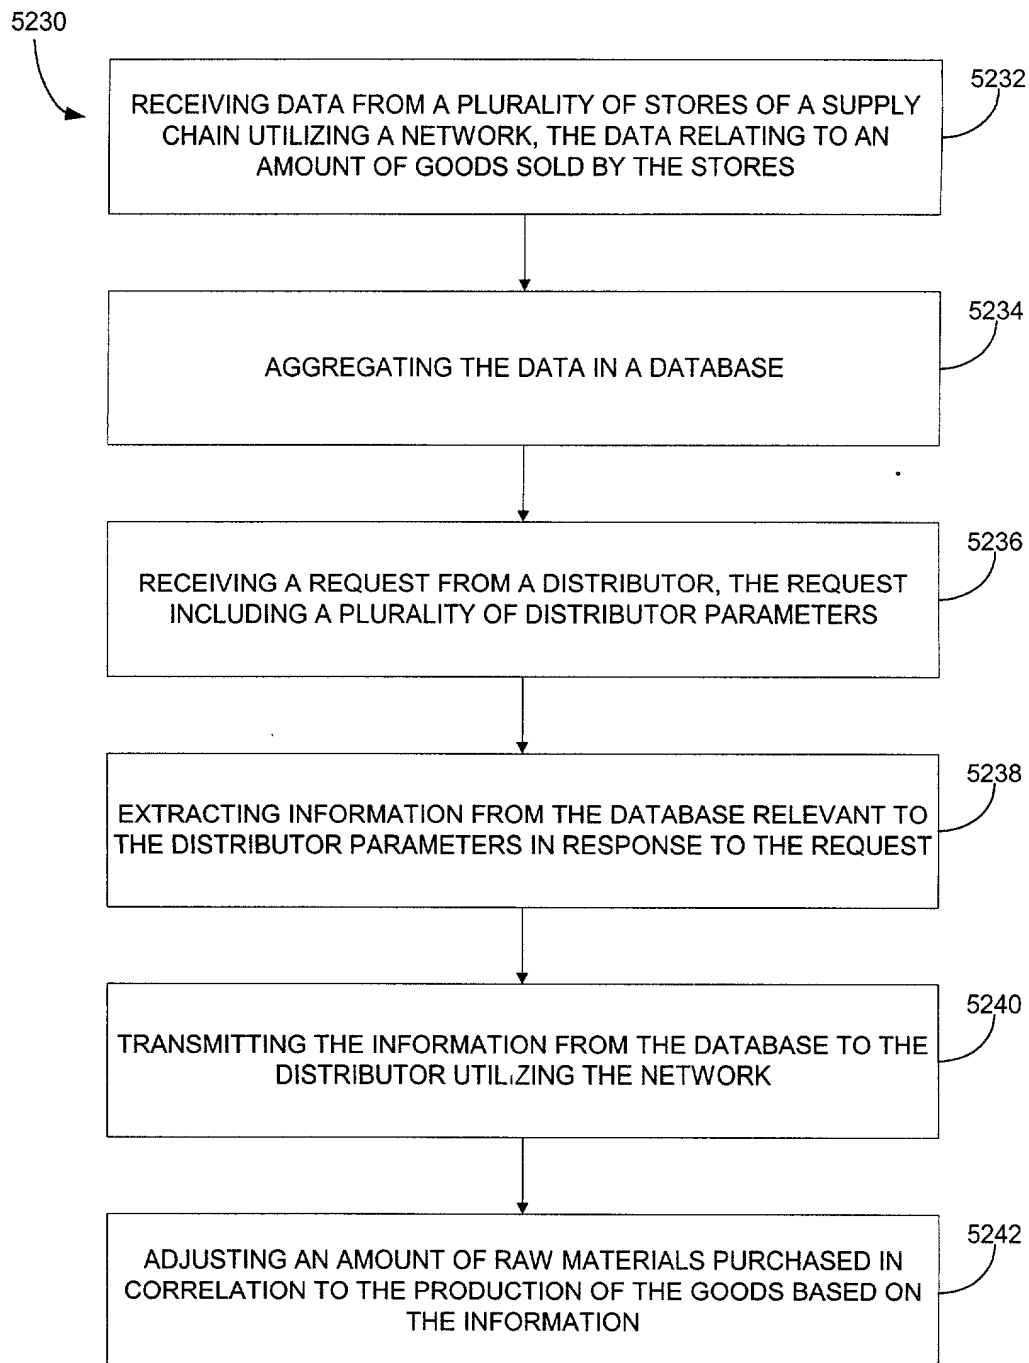 5230
RECEIVING DATA FROM A PLURALITY OF STORES OF A SUPPLY
CHAIN UTILIZING A NETWORK, THE DATA RELATING TO AN
AMOUNT OF GOODS SOLD BY THE STORES
5232
AGGREGATING THE DATA IN A DATABASE
5234
RECEIVING A REQUEST FROM A DISTRIBUTOR, THE REQUEST
INCLUDING A PLURALITY OF DISTRIBUTOR PARAMETERS
5236
EXTRACTING INFORMATION FROM THE DATABASE RELEVANT TO
THE DISTRIBUTOR PARAMETERS IN RESPONSE TO THE REQUEST
5238
TRANSMITTING THE INFORMATION FROM THE DATABASE TO THE
DISTRIBUTOR UTILIZING THE NETWORK
5240
ADJUSTING AN AMOUNT OF RAW MATERIALS PURCHASED IN
CORRELATION TO THE PRODUCTION OF THE GOODS BASED ON
THE INFORMATION
5242